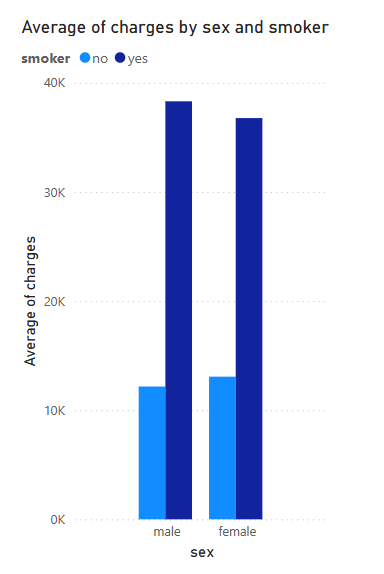 Average of charges by sex and smoker
smoker no yes
40K
30K
20K
10K
0K
Average of charges
male female
sex